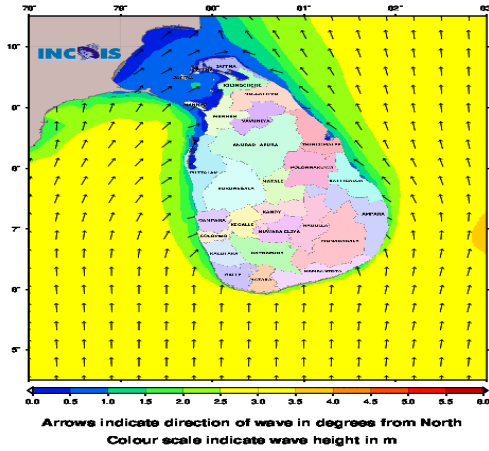 78° 79° 80° 81° 82° 83
10°
INCOIS
JAFFNA
KILINOCHCHI
MANNAR
9°
VAVUNIYA
ANURADHAPURA
TRINCOMALEE
8°
POLONNARUWA
PUTTALAM
BATTICALOA
KURUNEGALA
MATALE
KANDY
AMPARA
GAMPAHA
KEGALLE
7°
NUWARA ELIYA
BADULLA
COLOMBO
KALUTARA
RATNAPURA
HAMBANTOTA
6°
GALLE
MATARA
5°
0.0 0.5 1.0 1.5 2.0 2.5 3.0 3.5 4.0 4.5 5.0 5.5 6.0
Arrows indicate direction of wave in degrees from North
Colour scale indicate wave height in m